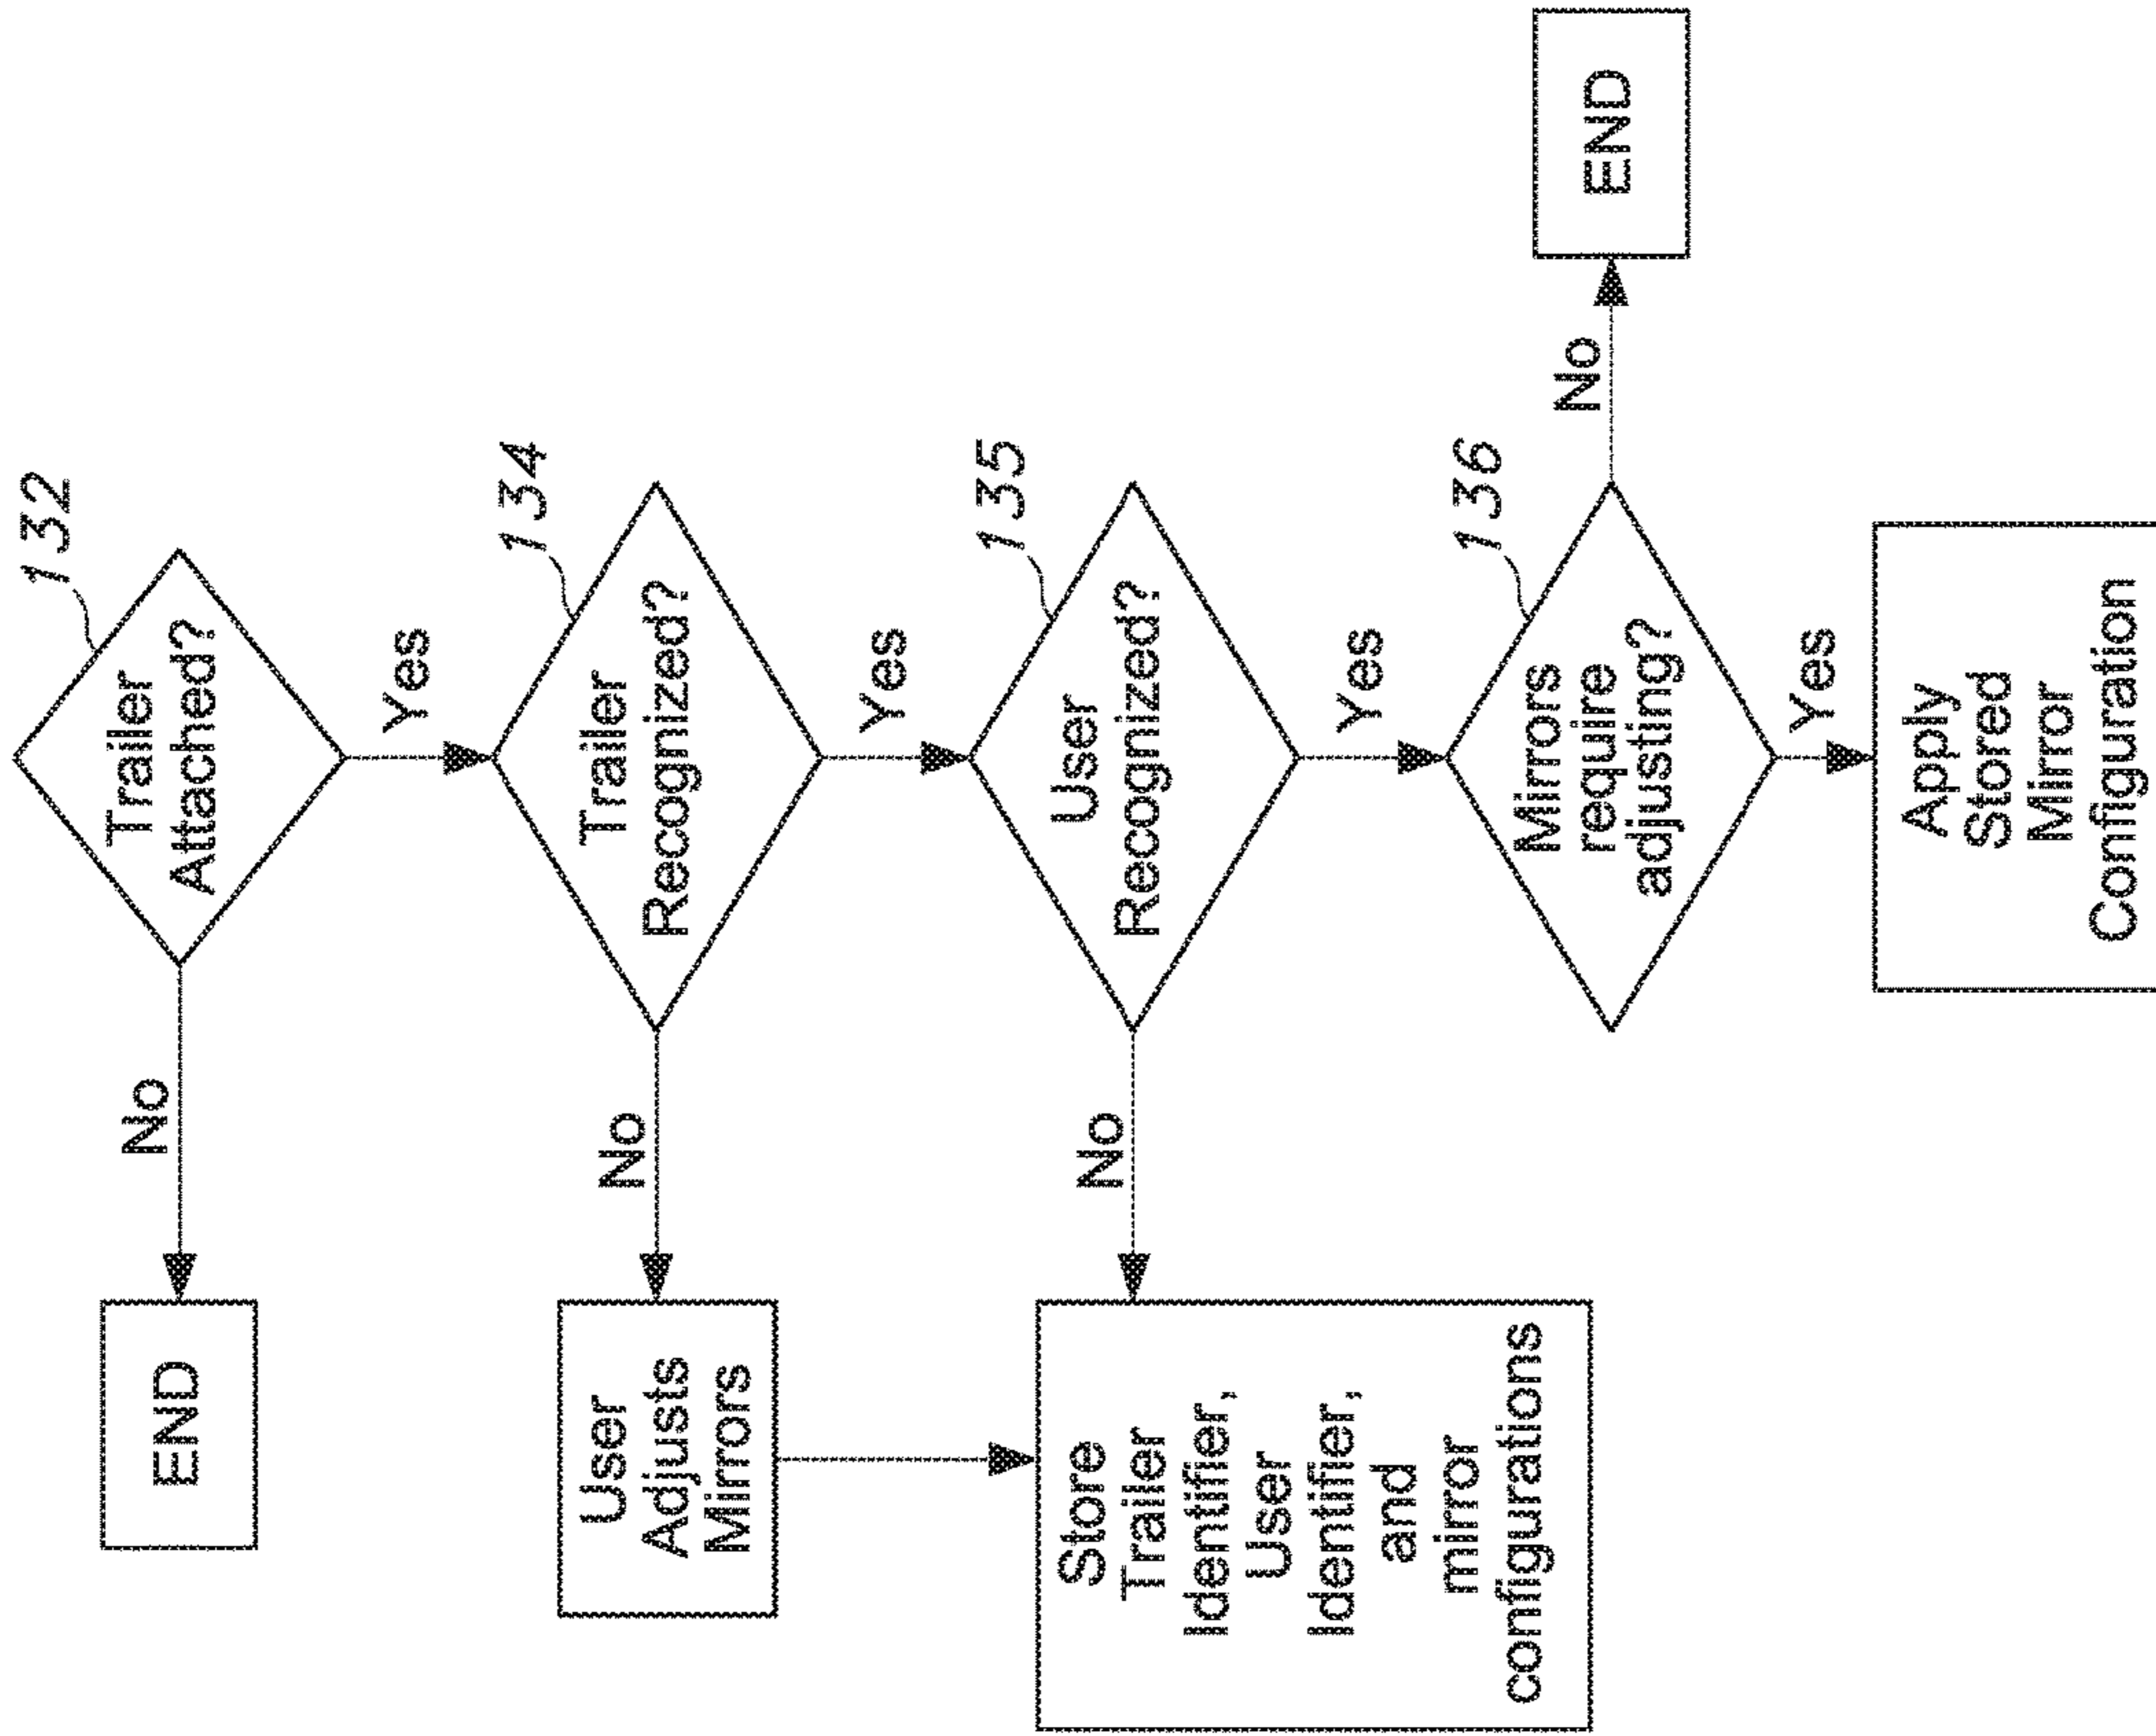 132
Trailer
Attached?
No
END
Yes
134
Trailer
Recognized?
No
User
Adjusts
Mirrors
Yes
135
User
Recognized?
No
Store
Trailer
Identifier,
User
Identifier,
and
mirror
configurations
Yes
136
Mirrors
require
adjusting?
No
END
Yes
Apply
Stored
Mirror
Configuration